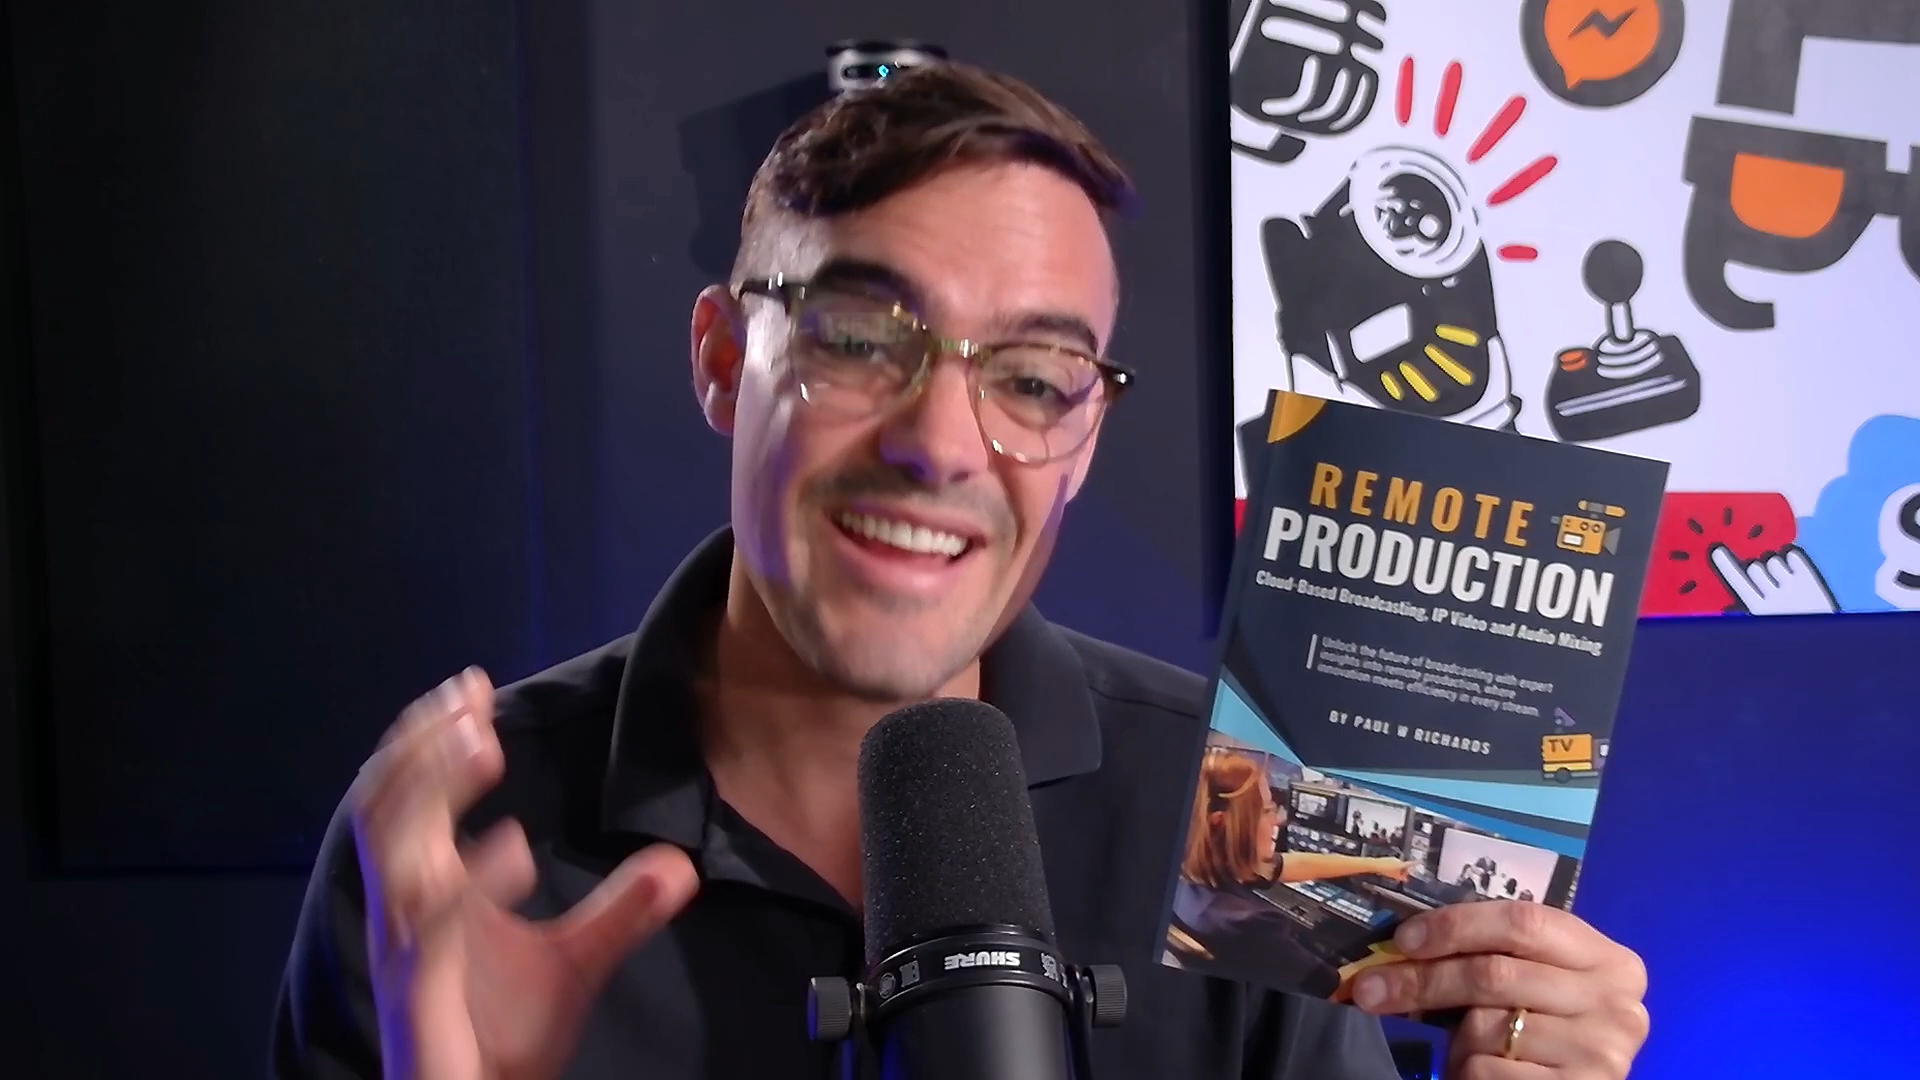 REMOTE
PRODUCTION
Cloud-Based Broadcasting, IP Video and Audio Mixing
Unlock the future of broadcasting with expert
insights into remote production, where
innovation meets efficiency in every stream.
BY PAUL W RICHARDS
TV
SHURE
S